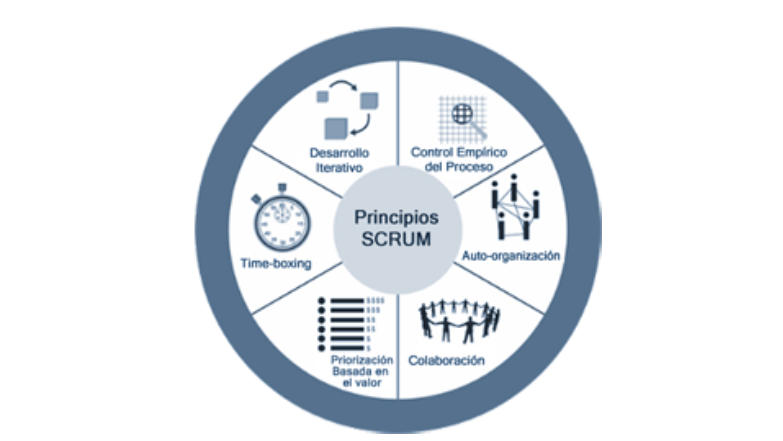 Principios
SCRUM
Control Empírico
del Proceso
Auto-organización
Colaboración
Priorización
Basada en
el valor
$$$$
$$$
$$
$$
$
$
Time-boxing
Desarrollo
Iterativo